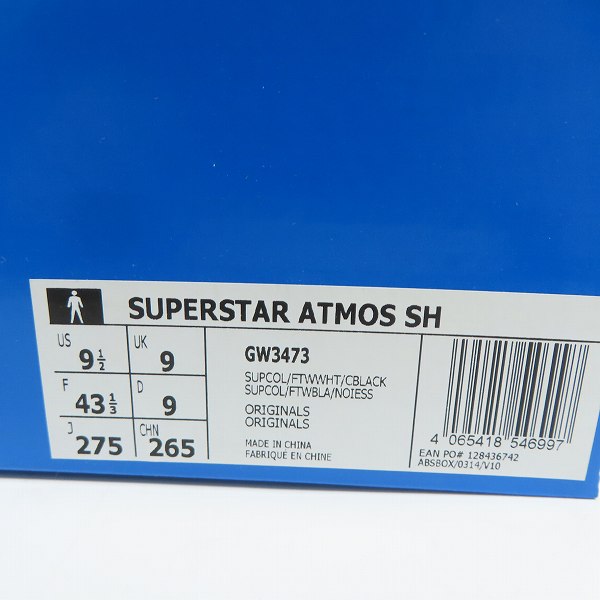 SUPERSTAR ATMOS SH
US 9 1/2
UK 9
F 43 1/3
D 9
J 275
CHN 265
GW3473
SUPCOL/FTWWHT/CBLACK
SUPCOL/FTWBLA/NOIESS
ORIGINALS
ORIGINALS
MADE IN CHINA
FABRIQUÉ EN CHINE
4 065418 546997
EAN PO# 128436742
ABSBOX/0314/V10